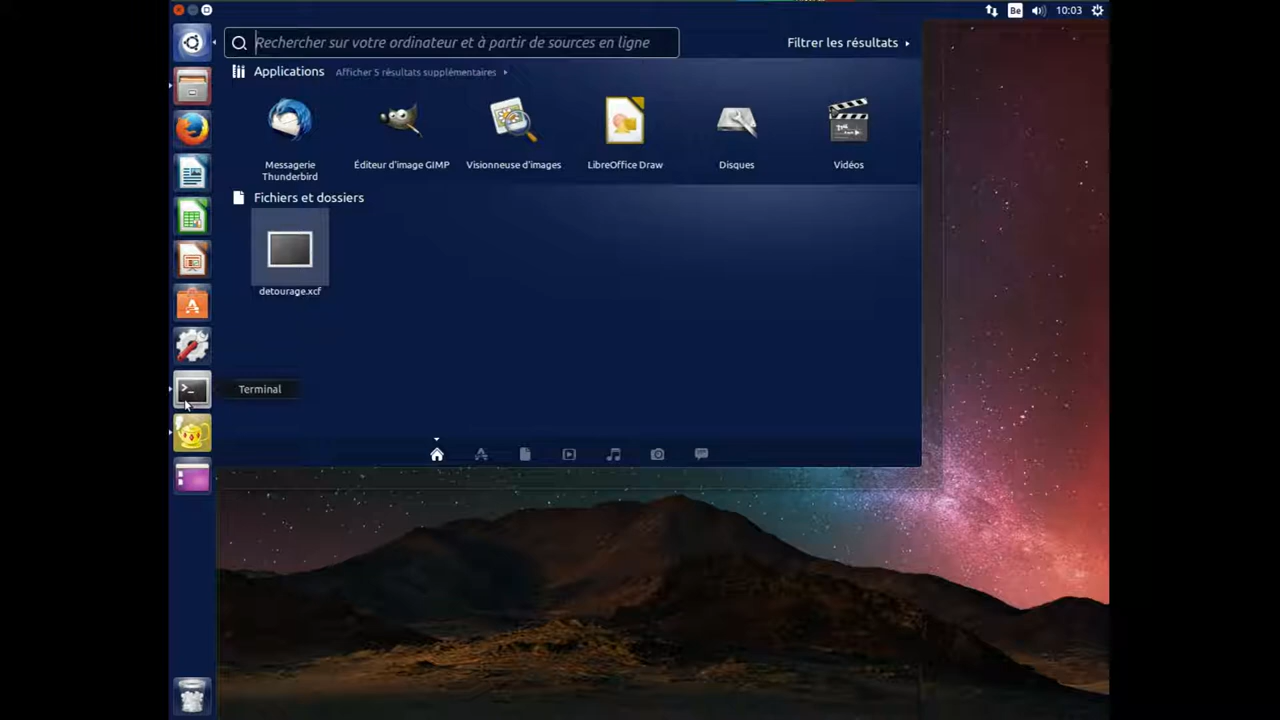 Be
10:03
Rechercher sur votre ordinateur et à partir de sources en ligne
Filtrer les résultats
Applications
Afficher 5 résultats supplémentaires
Messagerie
Thunderbird
Éditeur d'image GIMP
Visionneuse d'images
LibreOffice Draw
Disques
Vidéos
Fichiers et dossiers
detourage.xcf
Terminal